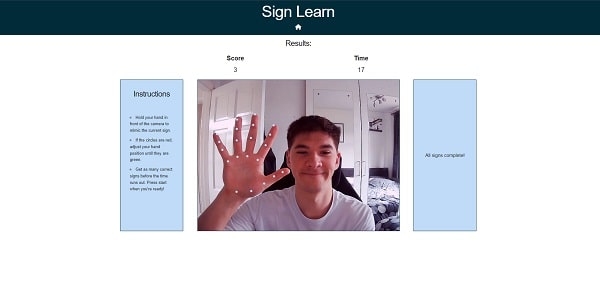 Sign Learn
Results:
Score
Time
3
17
Instructions
Hold your hand in
front of the camera to
mimic the current sign.
If the circles are red,
adjust your hand
position until they are
green.
Get as many correct
signs before the time
runs out. Press start
when you're ready!
All signs complete!